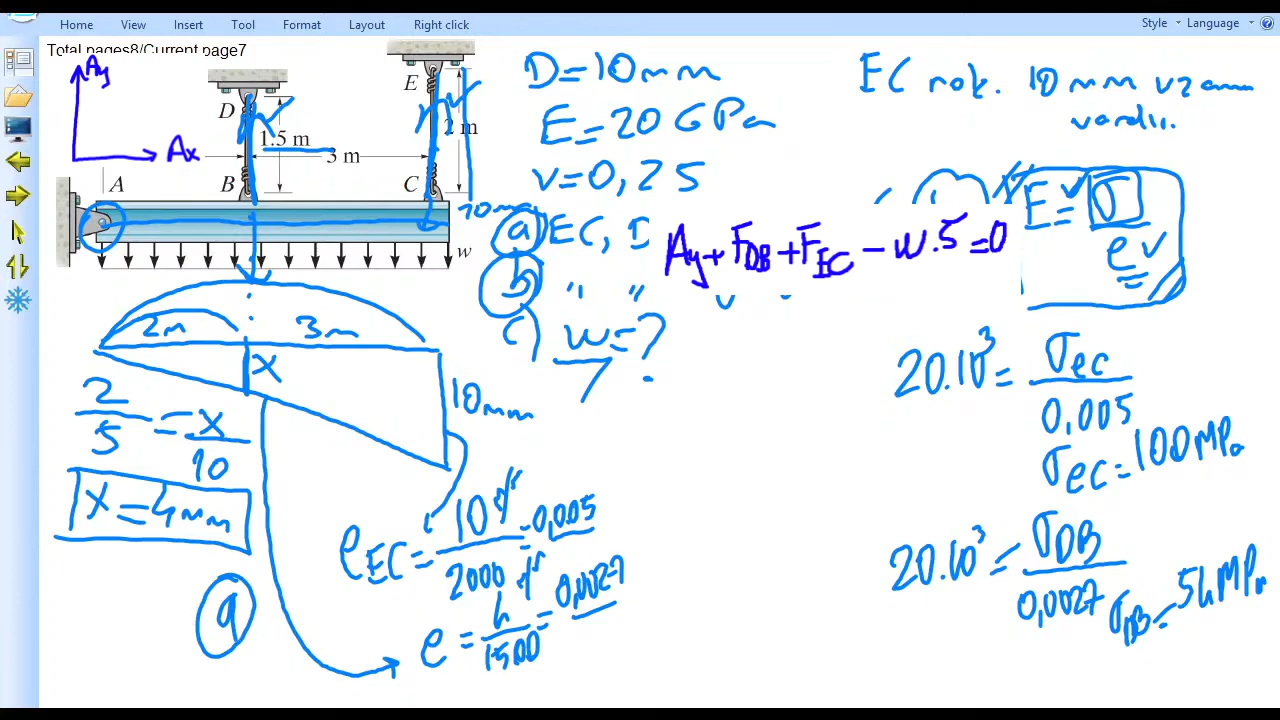 Home View Insert Tool Format Layout Right click Style Language
Total pages8/Current page7
Ay
Ax
D
1.5 m
B
E
2 m
3 m
C
A
w
10mm
D=10mm
E=20GPa
v=0,25
a) EC,
b) " "
c) w=?
EC nok. 10 mm uzama
vardır.
E= σ
e
Ay+FDB+FEC-w.5=0
2m 3m
x
10mm
2
5
= x
10
x=4mm
a
eEC= 10
2000
=0,005
e= 4
1500
=0,0027
20.10³= σec
0,005
σec=100MPa
20.10³= σDB
0,0027
σDB=54MPa